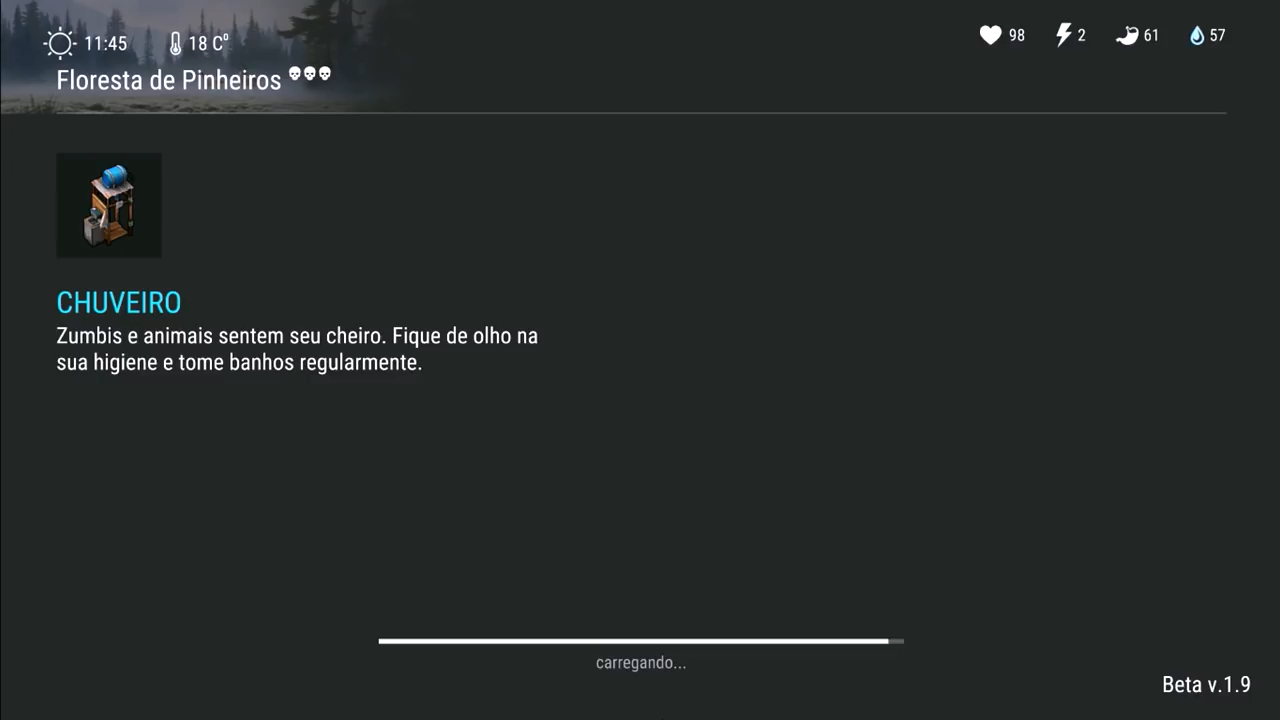 11:45 18 Cº
98 2 61 57
Floresta de Pinheiros
CHUVEIRO
Zumbis e animais sentem seu cheiro. Fique de olho na
sua higiene e tome banhos regularmente.
carregando...
Beta v.1.9